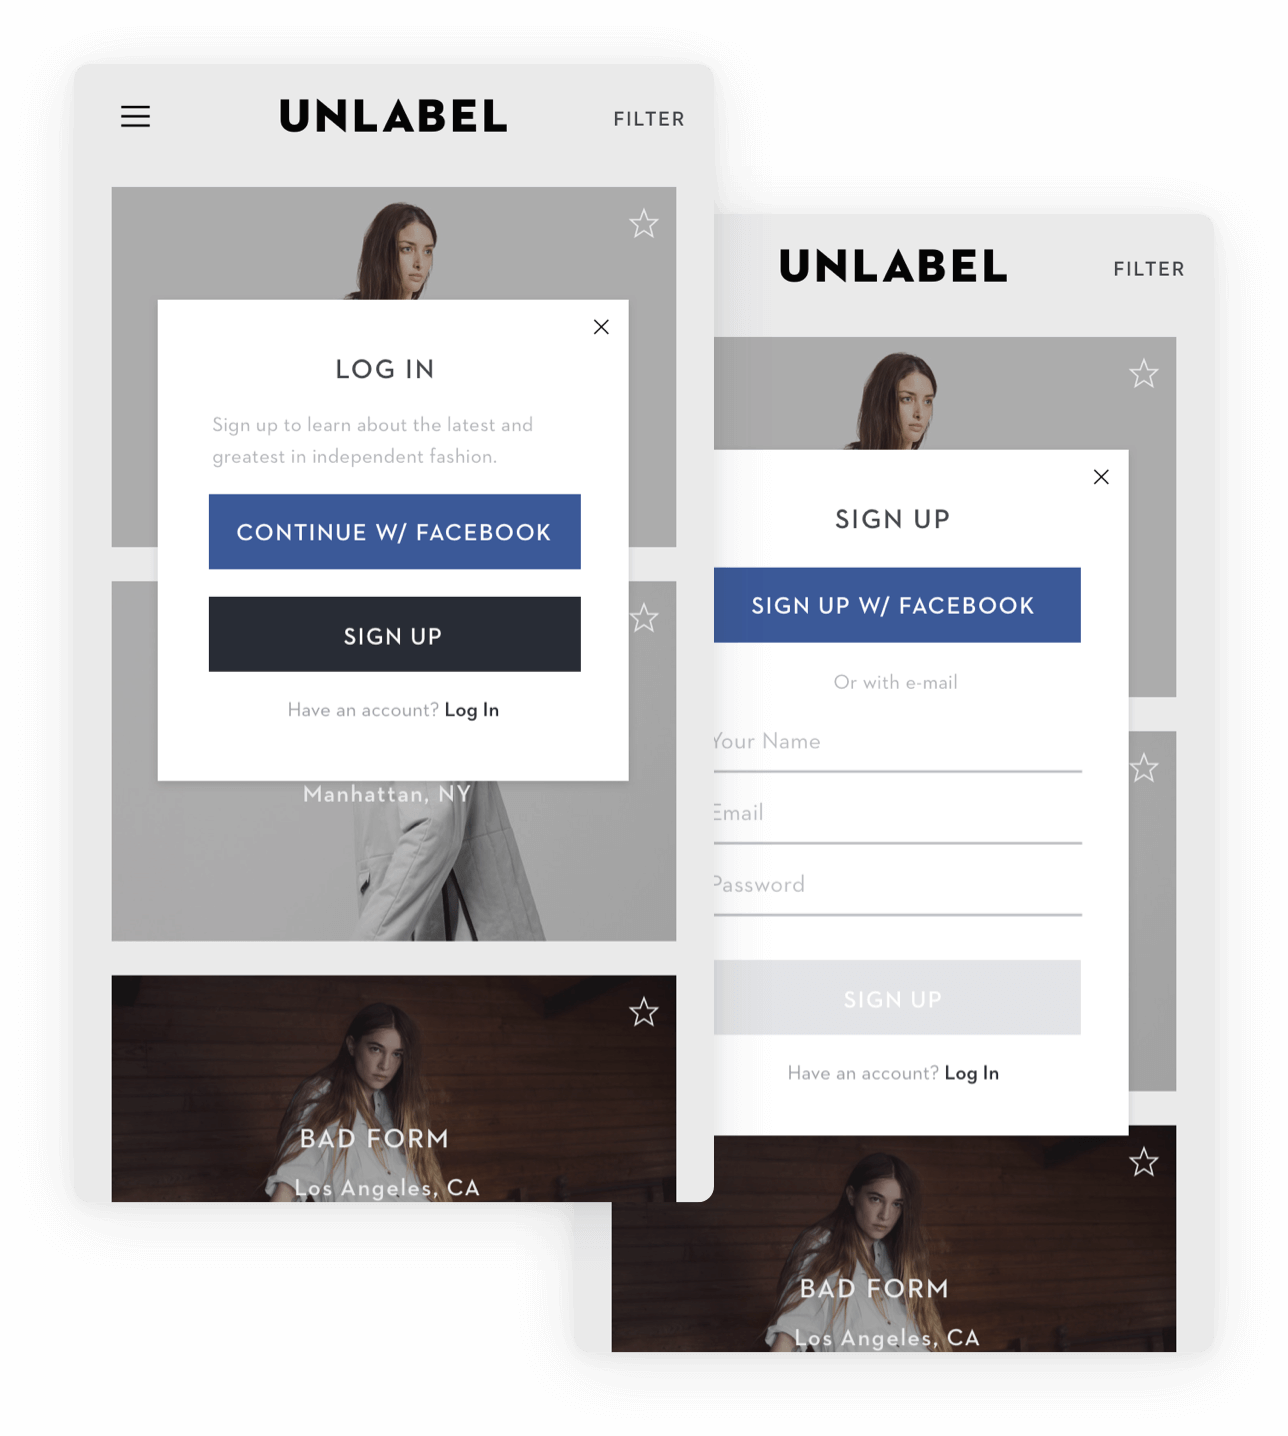 UNLABEL
FILTER
LOG IN
Sign up to learn about the latest and
greatest in independent fashion.
CONTINUE W/ FACEBOOK
SIGN UP
Have an account? Log In
Manhattan, NY
BAD FORM
Los Angeles, CA
UNLABEL
FILTER
SIGN UP
SIGN UP W/ FACEBOOK
Or with e-mail
Your Name
Email
Password
SIGN UP
Have an account? Log In
BAD FORM
Los Angeles, CA